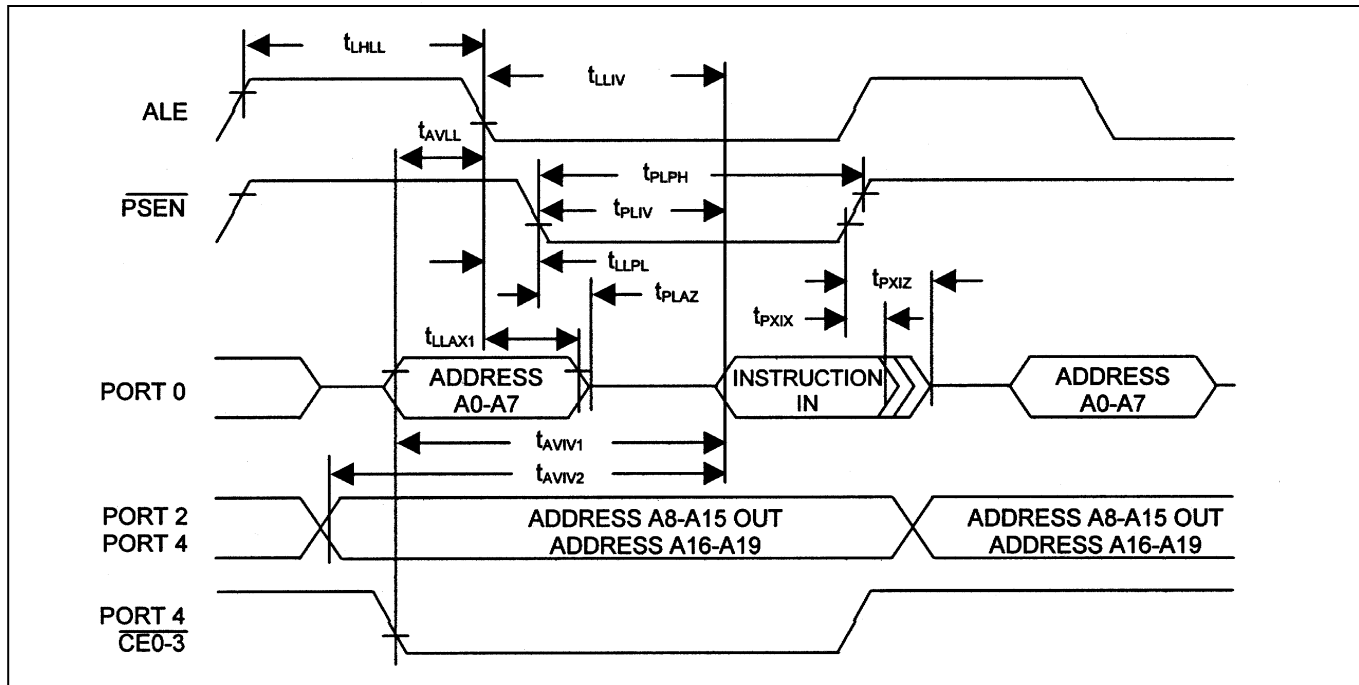 tLHLL
tLLIV
ALE
tAVLL
tPLPH
PSEN
tPLIV
tLLPL
tPXIZ
tPLAZ
tPXIX
tLLAX1
PORT 0
ADDRESS
A0-A7
INSTRUCTION
IN
ADDRESS
A0-A7
tAVIV1
tAVIV2
PORT 2
PORT 4
ADDRESS A8-A15 OUT
ADDRESS A16-A19
ADDRESS A8-A15 OUT
ADDRESS A16-A19
PORT 4
CE0-3